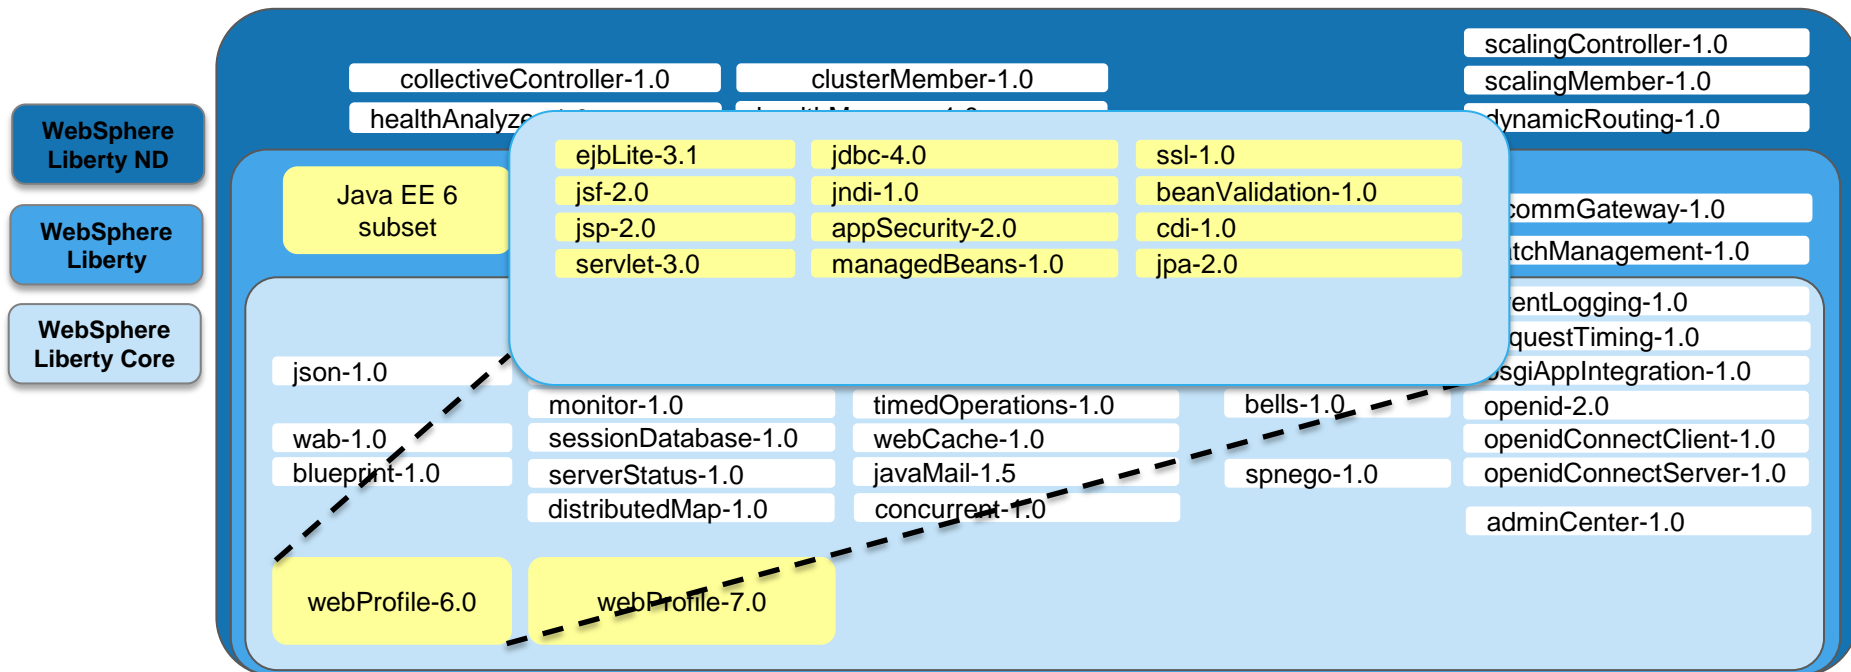 scalingController-1.0
collectiveController-1.0
clusterMember-1.0
scalingMember-1.0
dynamicRouting-1.0
WebSphere
Liberty ND
WebSphere
Liberty
WebSphere
Liberty Core
Java EE 6
subset
ejbLite-3.1
jdbc-4.0
ssl-1.0
jsf-2.0
jndi-1.0
beanValidation-1.0
jsp-2.0
appSecurity-2.0
cdi-1.0
servlet-3.0
managedBeans-1.0
jpa-2.0
json-1.0
monitor-1.0
timedOperations-1.0
bells-1.0
openid-2.0
wab-1.0
sessionDatabase-1.0
webCache-1.0
openidConnectClient-1.0
blueprint-1.0
serverStatus-1.0
javaMail-1.5
spnego-1.0
openidConnectServer-1.0
distributedMap-1.0
concurrent-1.0
adminCenter-1.0
webProfile-6.0
webProfile-7.0